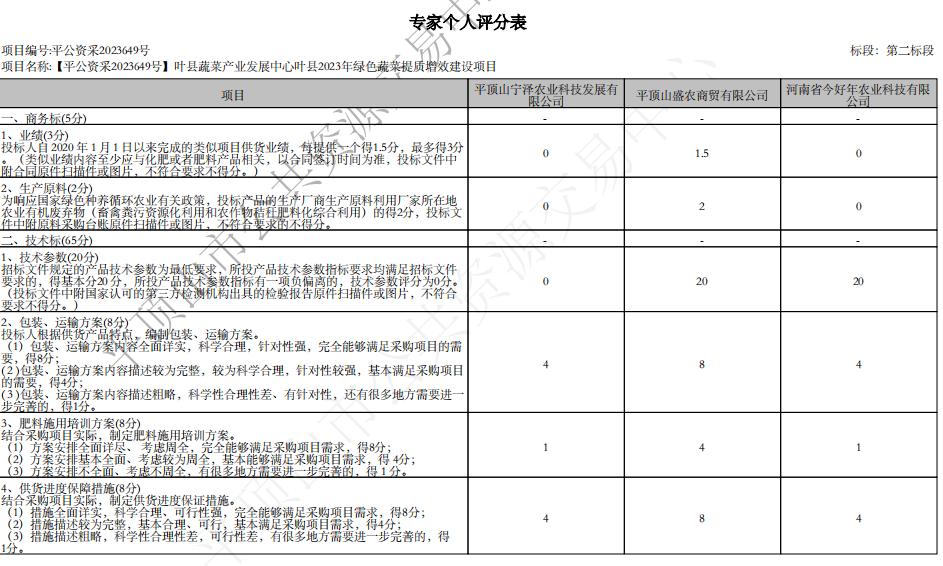 专家个人评分表
项目编号:平公资采2023649号
标段：第二标段
项目名称:【平公资采2023649号】叶县蔬菜产业发展中心叶县2023年绿色蔬菜提质增效建设项目
项目
平顶山宁泽农业科技发展有
限公司
平顶山盛农商贸有限公司
河南省今好年农业科技有限
公司
一、商务标(5分)
-
-
-
1、业绩(3分)
投标人自 2020 年 1 月 1 日以来完成的类似项目供货业绩，每提供一个得1.5分，最多得3分
。（类似业绩内容至少应与化肥或者肥料产品相关，以合同签订时间为准，投标文件中
附合同原件扫描件或图片，不符合要求不得分。）
0
1.5
0
2、生产原料(2分)
为响应国家绿色种养循环农业有关政策，投标产品的生产厂商生产原料利用厂家所在地
农业有机废弃物（畜禽粪污资源化利用和农作物秸秆肥料化综合利用）的得2分，投标文
件中附原料采购台账原件扫描件或图片，不符合要求的不得分。
0
2
0
二、技术标(65分)
-
-
-
1、技术参数(20分)
招标文件规定的产品技术参数为最低要求，所投产品技术参数指标要求均满足招标文件
要求的，得基本分20 分，所投产品技术参数指标有一项负偏离的，技术参数评分为0分。
（投标文件中附国家认可的第三方检测机构出具的检验报告原件扫描件或图片，不符合
要求不得分。）
0
20
20
2、包装、运输方案(8分)
投标人根据供货产品特点，编制包装、运输方案。
（1）包装、运输方案内容全面详实，科学合理，针对性强，完全能够满足采购项目的需
要，得8分；
(2)包装、运输方案内容描述较为完整，较为科学合理，针对性较强，基本满足采购项目
的需要，得4分；
(3)包装、运输方案内容描述粗略，科学性合理性差、有针对性，还有很多地方需要进一
步完善的，得1分。
4
8
4
3、肥料施用培训方案(8分)
结合采购项目实际，制定肥料施用培训方案。
（1）方案安排全面详尽、 考虑周全，完全能够满足采购项目需求，得8分；
（2）方案安排基本全面、考虑较为周全，基本能够满足采购项目需求，得 4分；
（3）方案安排不全面、考虑不周全，有很多地方需要进一步完善的，得 1 分。
1
4
1
4、供货进度保障措施(8分)
结合采购项目实际，制定供货进度保证措施。
（1）措施全面详实，科学合理、可行性强，完全能够满足采购项目需求，得8分；
（2）措施描述较为完整，基本合理、可行，基本满足采购项目需求，得4分；
（3）措施描述粗略，科学性合理性差，可行性差，有很多地方需要进一步完善的，得
1分。
4
8
4
平顶山市公共资源交易中心
平顶山市公共资源交易中心